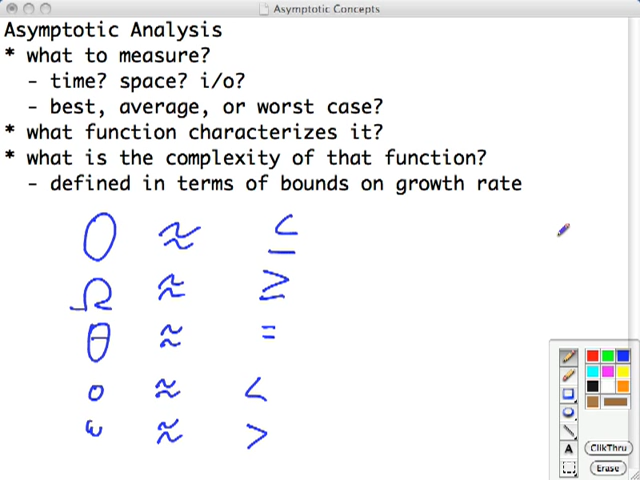 Asymptotic Concepts
Asymptotic Analysis
* what to measure?
- time? space? i/o?
- best, average, or worst case?
* what function characterizes it?
* what is the complexity of that function?
- defined in terms of bounds on growth rate
O ≈ ≤
Ω ≈ ≥
Θ ≈ =
o ≈ <
ω ≈ >
A
ClikThru
Erase